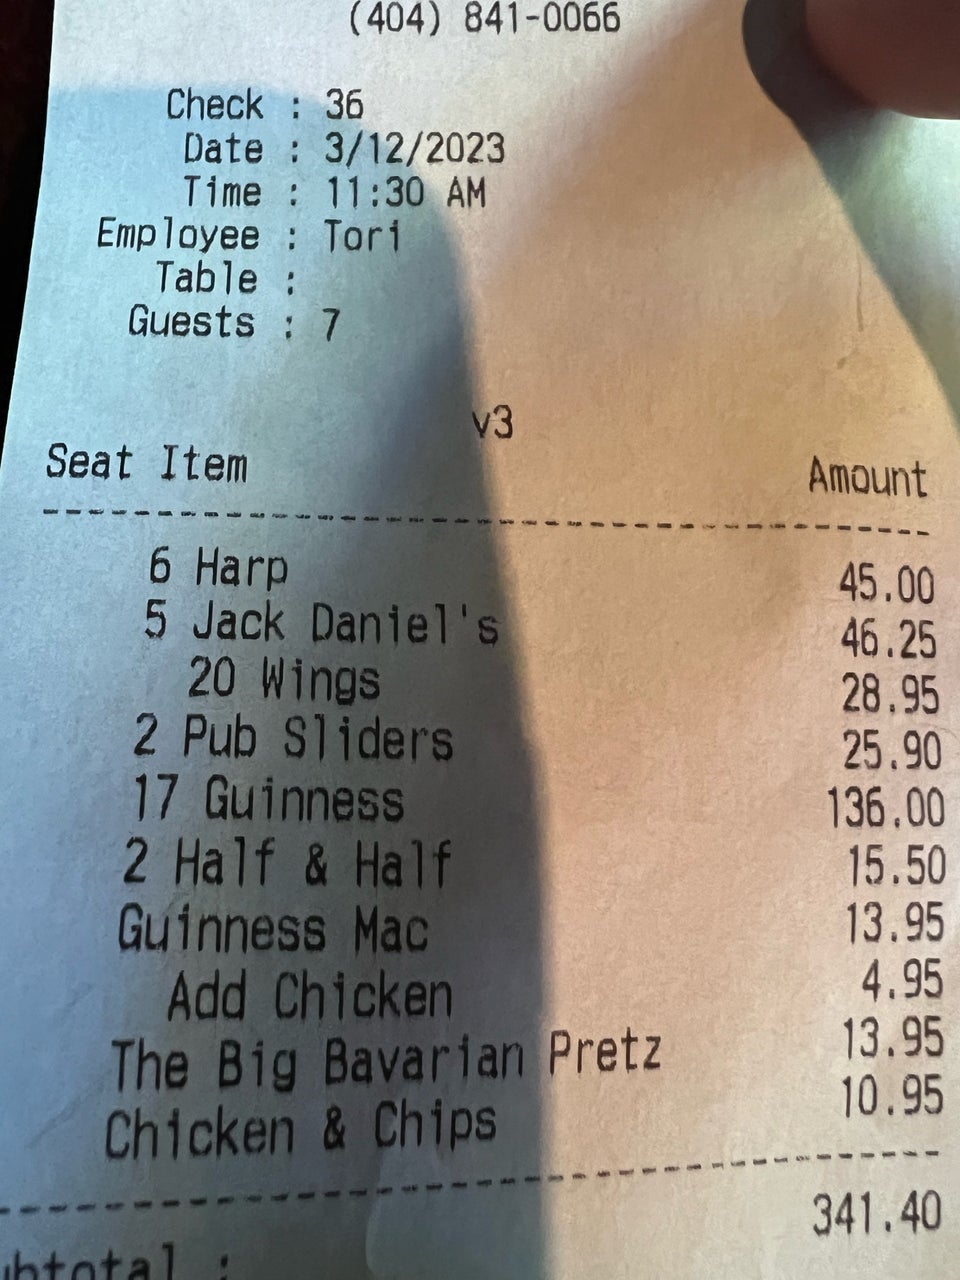 (404) 841-0066
Check : 36
Date : 3/12/2023
Time : 11:30 AM
Employee : Tori
Table :
Guests : 7
v3
Seat Item Amount
6 Harp 45.00
5 Jack Daniel's 46.25
20 Wings 28.95
2 Pub Sliders 25.90
17 Guinness 136.00
2 Half & Half 15.50
Guinness Mac 13.95
Add Chicken 4.95
The Big Bavarian Pretz 13.95
Chicken & Chips 10.95
ubtotal : 341.40